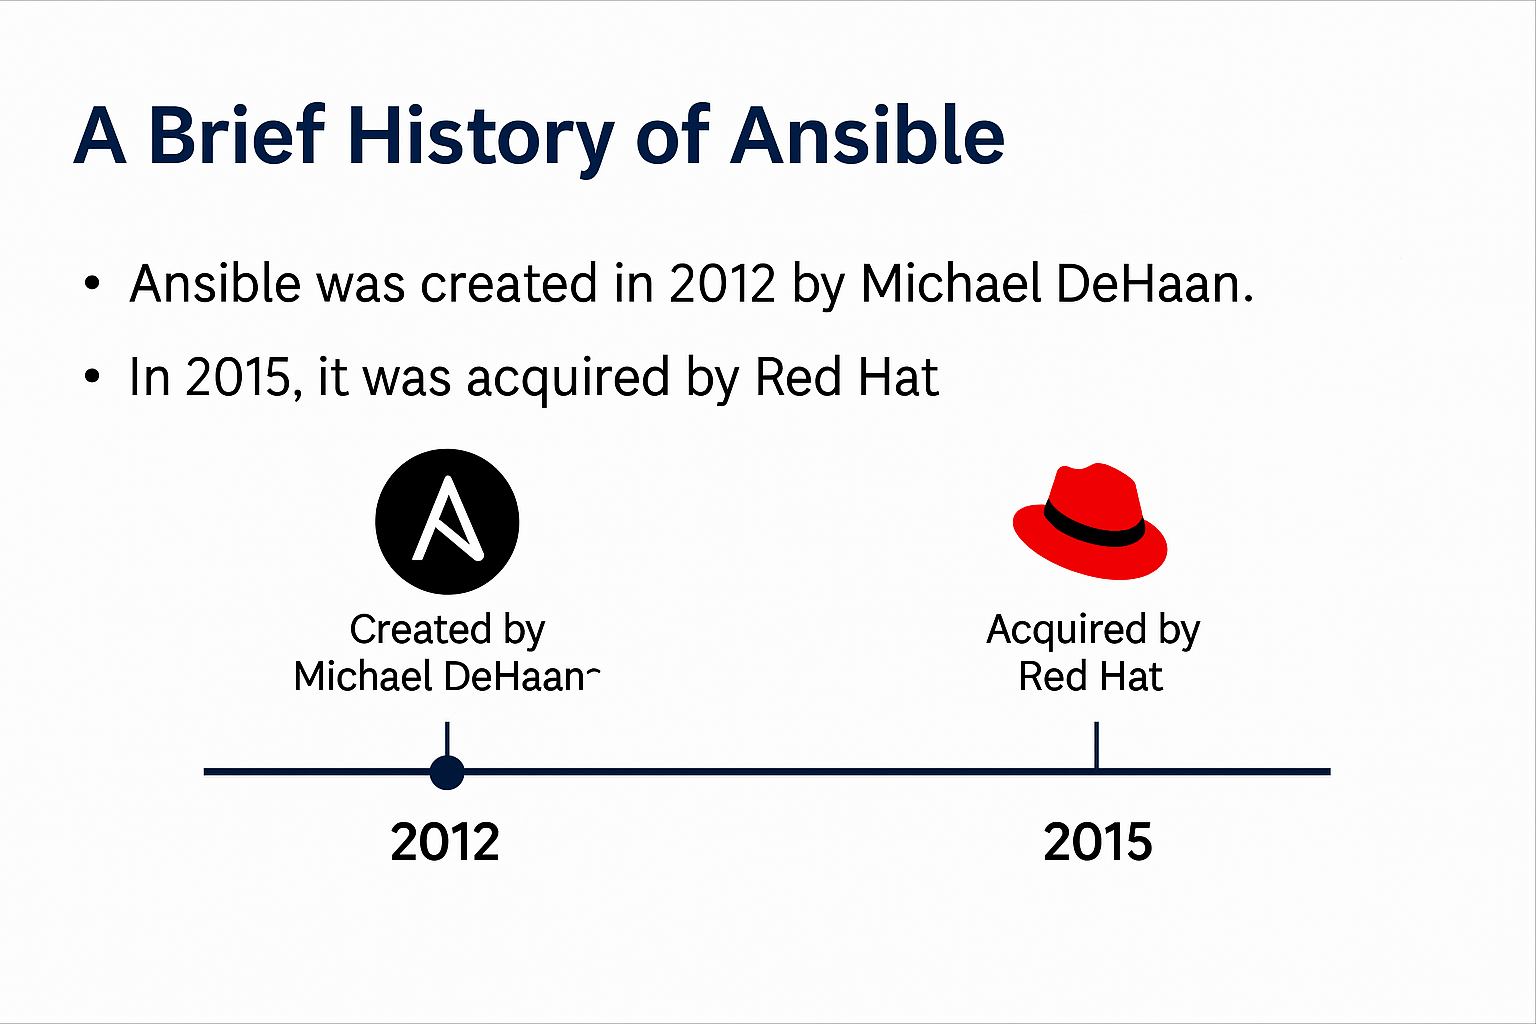 A Brief History of Ansible
• Ansible was created in 2012 by Michael DeHaan.
• In 2015, it was acquired by Red Hat
Created by
Michael DeHaan~
Acquired by
Red Hat
2012
2015